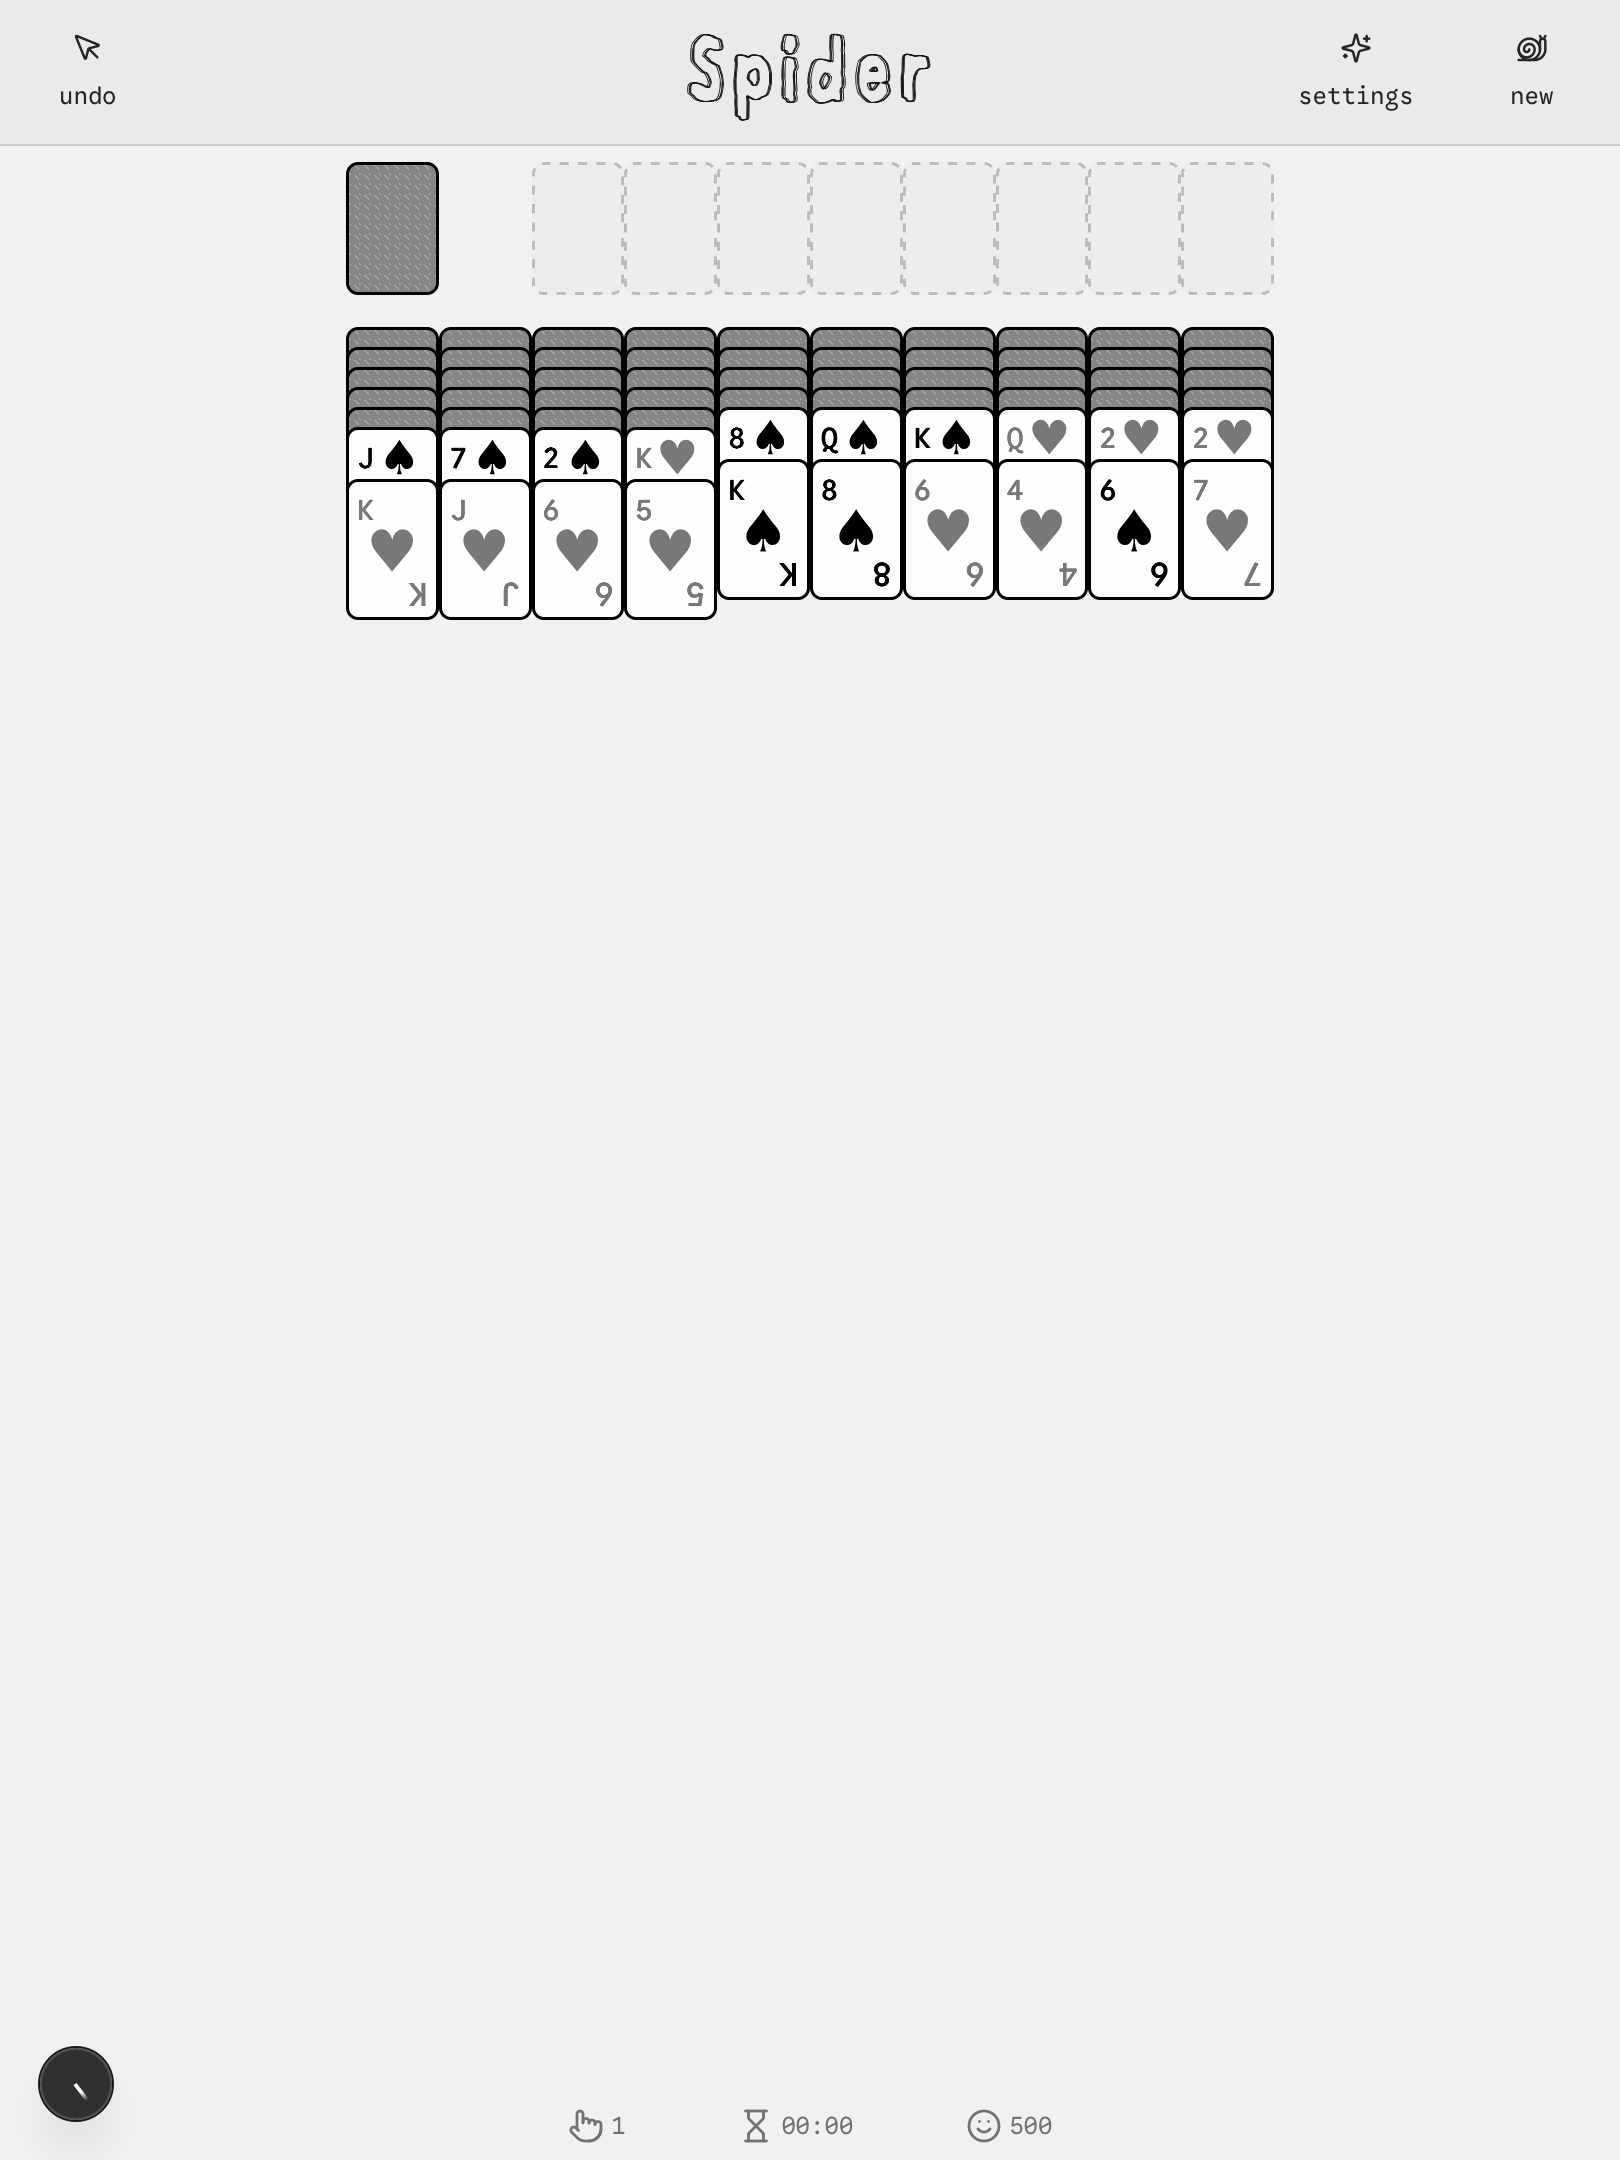 Spider
undo
settings
new
J♠ 7♠ 2♠ K♥ 8♠ Q♠ K♠ Q♥ 2♥ 2♥
K J 6 5 K 8 6 4 6 7
K J 6 5 K 8 6 4 6 7
1 00:00 500